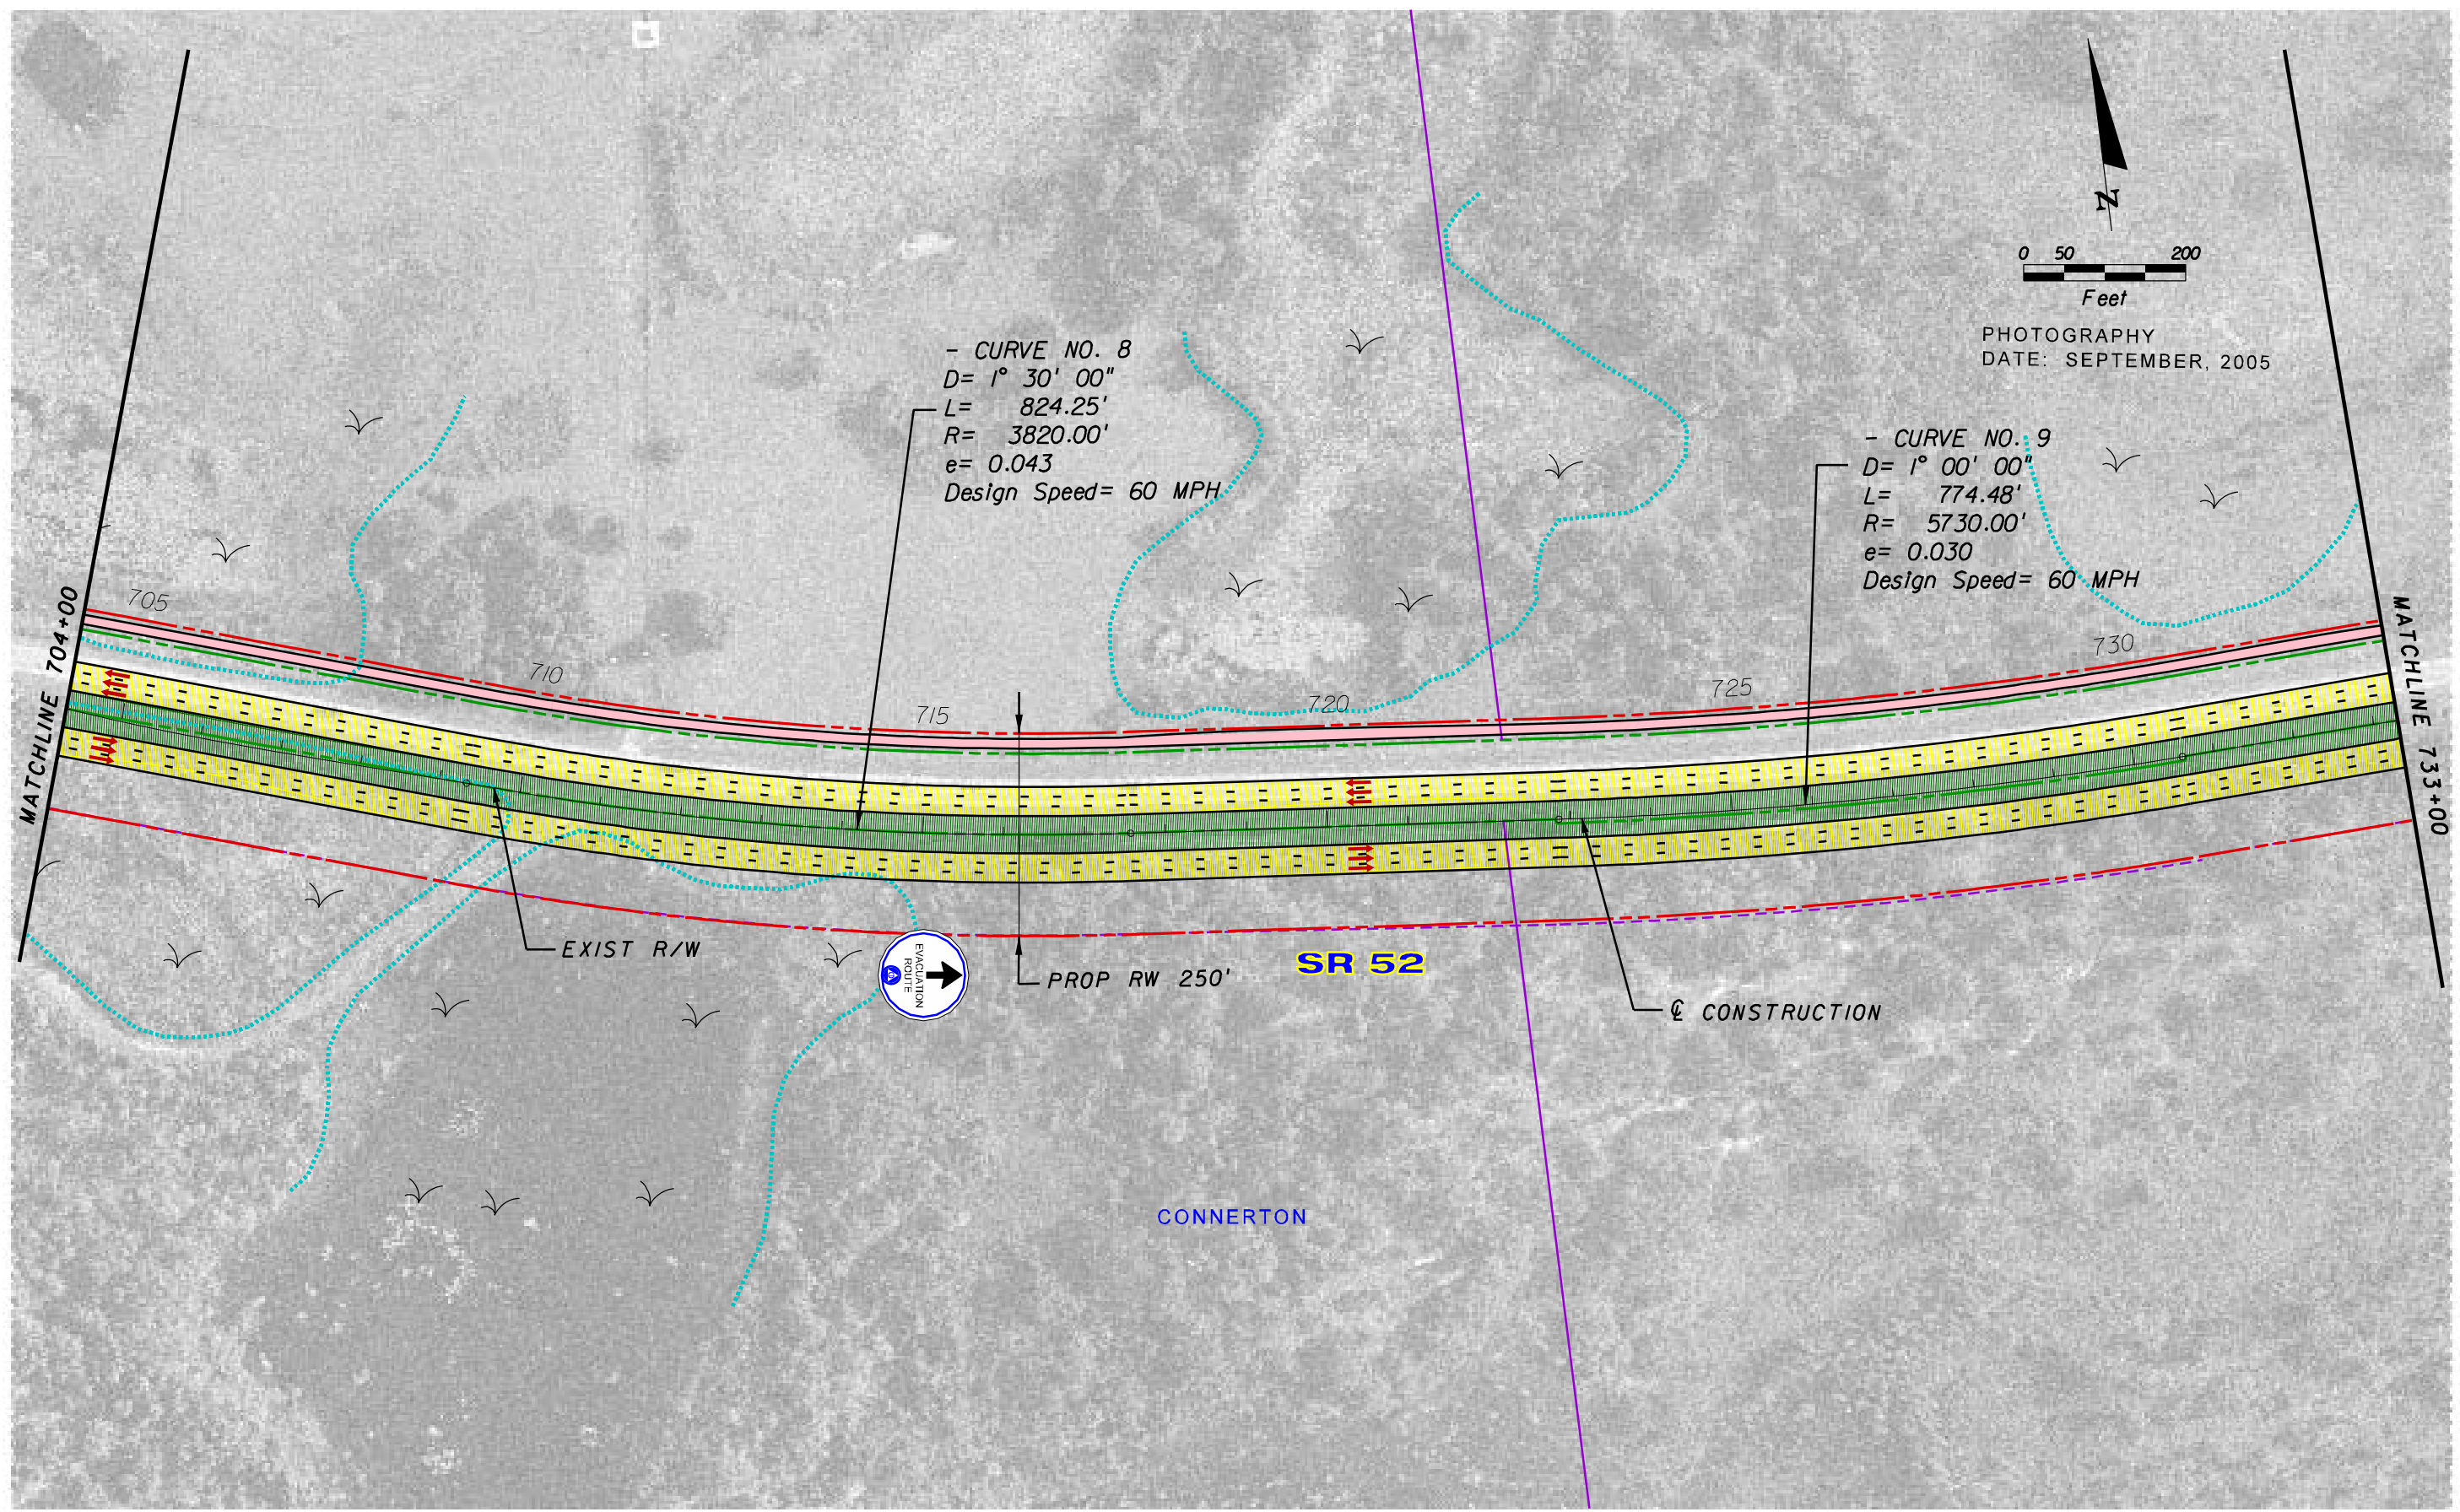 N
0 50 200
Feet
PHOTOGRAPHY
DATE: SEPTEMBER, 2005
- CURVE NO. 8
D= 1° 30' 00"
L= 824.25'
R= 3820.00'
e= 0.043
Design Speed= 60 MPH
- CURVE NO. 9
D= 1° 00' 00"
L= 774.48'
R= 5730.00'
e= 0.030
Design Speed= 60 MPH
MATCHLINE 704+00
705
710
715
720
725
730
MATCHLINE 733+00
EXIST R/W
EVACUATION
ROUTE
PROP RW 250'
SR 52
℄ CONSTRUCTION
CONNERTON